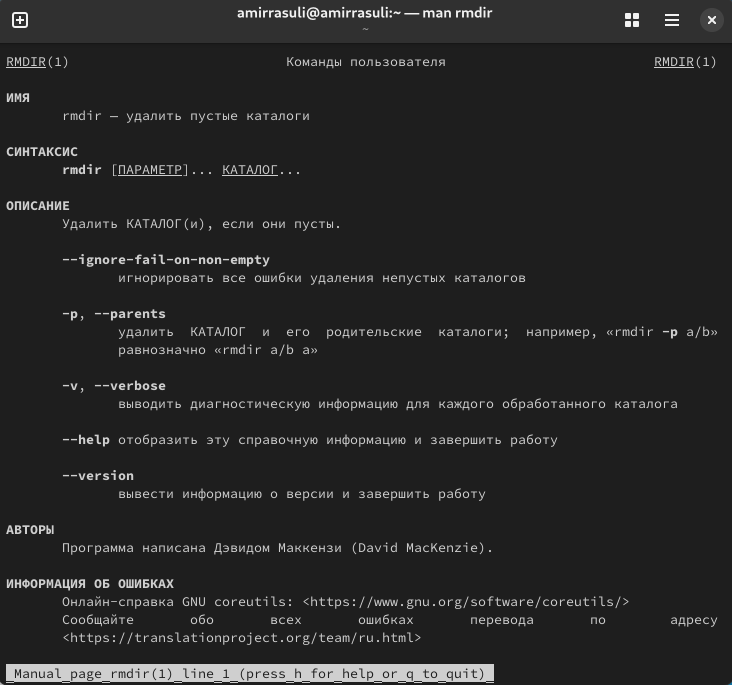 amirrasuli@amirrasuli:~ — man rmdir
~
RMDIR(1) Команды пользователя RMDIR(1)
ИМЯ
rmdir — удалить пустые каталоги
СИНТАКСИС
rmdir [ПАРАМЕТР]... КАТАЛОГ...
ОПИСАНИЕ
Удалить КАТАЛОГ(и), если они пусты.
--ignore-fail-on-non-empty
игнорировать все ошибки удаления непустых каталогов
-p, --parents
удалить КАТАЛОГ и его родительские каталоги; например, «rmdir -p a/b»
равнозначно «rmdir a/b a»
-v, --verbose
выводить диагностическую информацию для каждого обработанного каталога
--help отобразить эту справочную информацию и завершить работу
--version
вывести информацию о версии и завершить работу
АВТОРЫ
Программа написана Дэвидом Маккензи (David MacKenzie).
ИНФОРМАЦИЯ ОБ ОШИБКАХ
Онлайн-справка GNU coreutils: <https://www.gnu.org/software/coreutils/>
Сообщайте обо всех ошибках перевода по адресу
<https://translationproject.org/team/ru.html>
Manual page rmdir(1) line 1 (press h for help or q to quit)